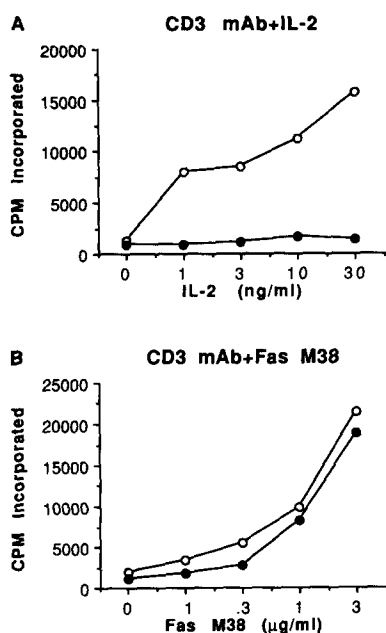 A CD3 mAb+IL-2
CPM Incorporated
20000
15000
10000
5000
0
0 1 3 10 30
IL-2 (ng/ml)
B CD3 mAb+Fas M38
CPM Incorporated
25000
20000
15000
10000
5000
0
0 .1 .3 1 3
Fas M38 (µg/ml)